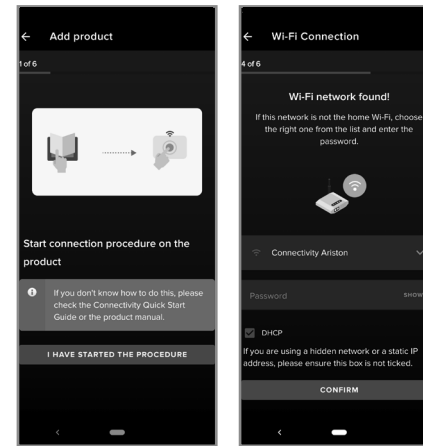 Add product
1 of 6
Start connection procedure on the
product
If you don't know how to do this, please
check the Connectivity Quick Start
Guide or the product manual.
I HAVE STARTED THE PROCEDURE
Wi-Fi Connection
4 of 6
Wi-Fi network found!
If this network is not the home Wi-Fi, choose
the right one from the list and enter the
password.
Connectivity Ariston
Password
SHOW
DHCP
If you are using a hidden network or a static IP
address, please ensure this box is not ticked.
CONFIRM